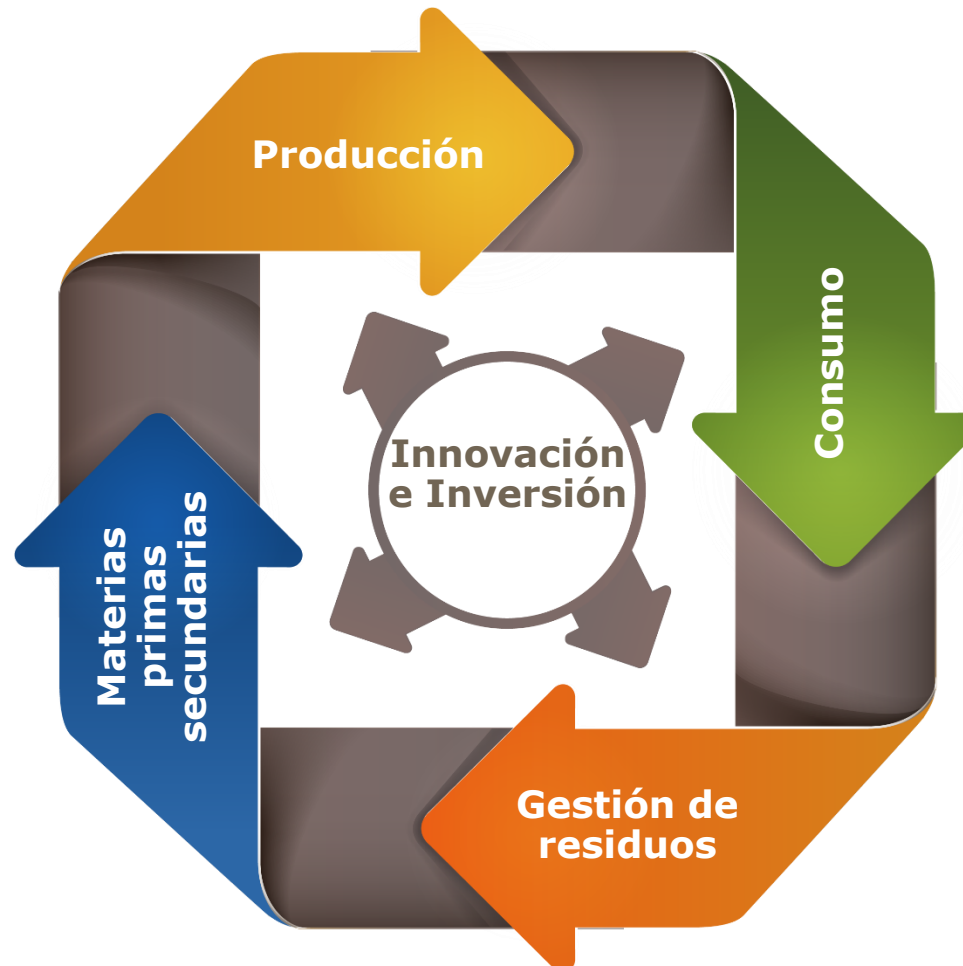 Producción
Consumo
Innovación
e Inversión
Materias
primas
secundarias
Gestión de
residuos